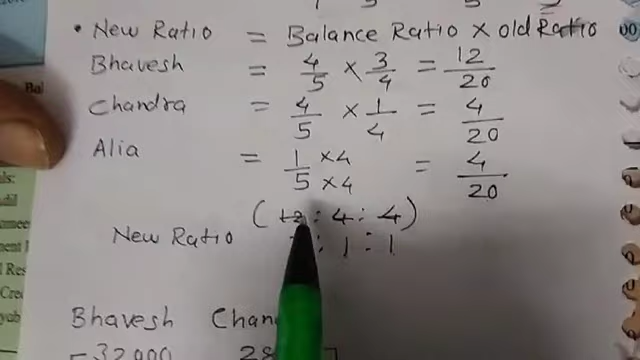 • New Ratio = Balance Ratio × Old Ratio
Bhavesh = 4/5 × 3/4 = 12/20
Chandra = 4/5 × 1/4 = 4/20
Alia = 1/5 ×4 ×4 = 4/20
(12 : 4 : 4)
New Ratio : 1 : 1
Bhavesh
32000